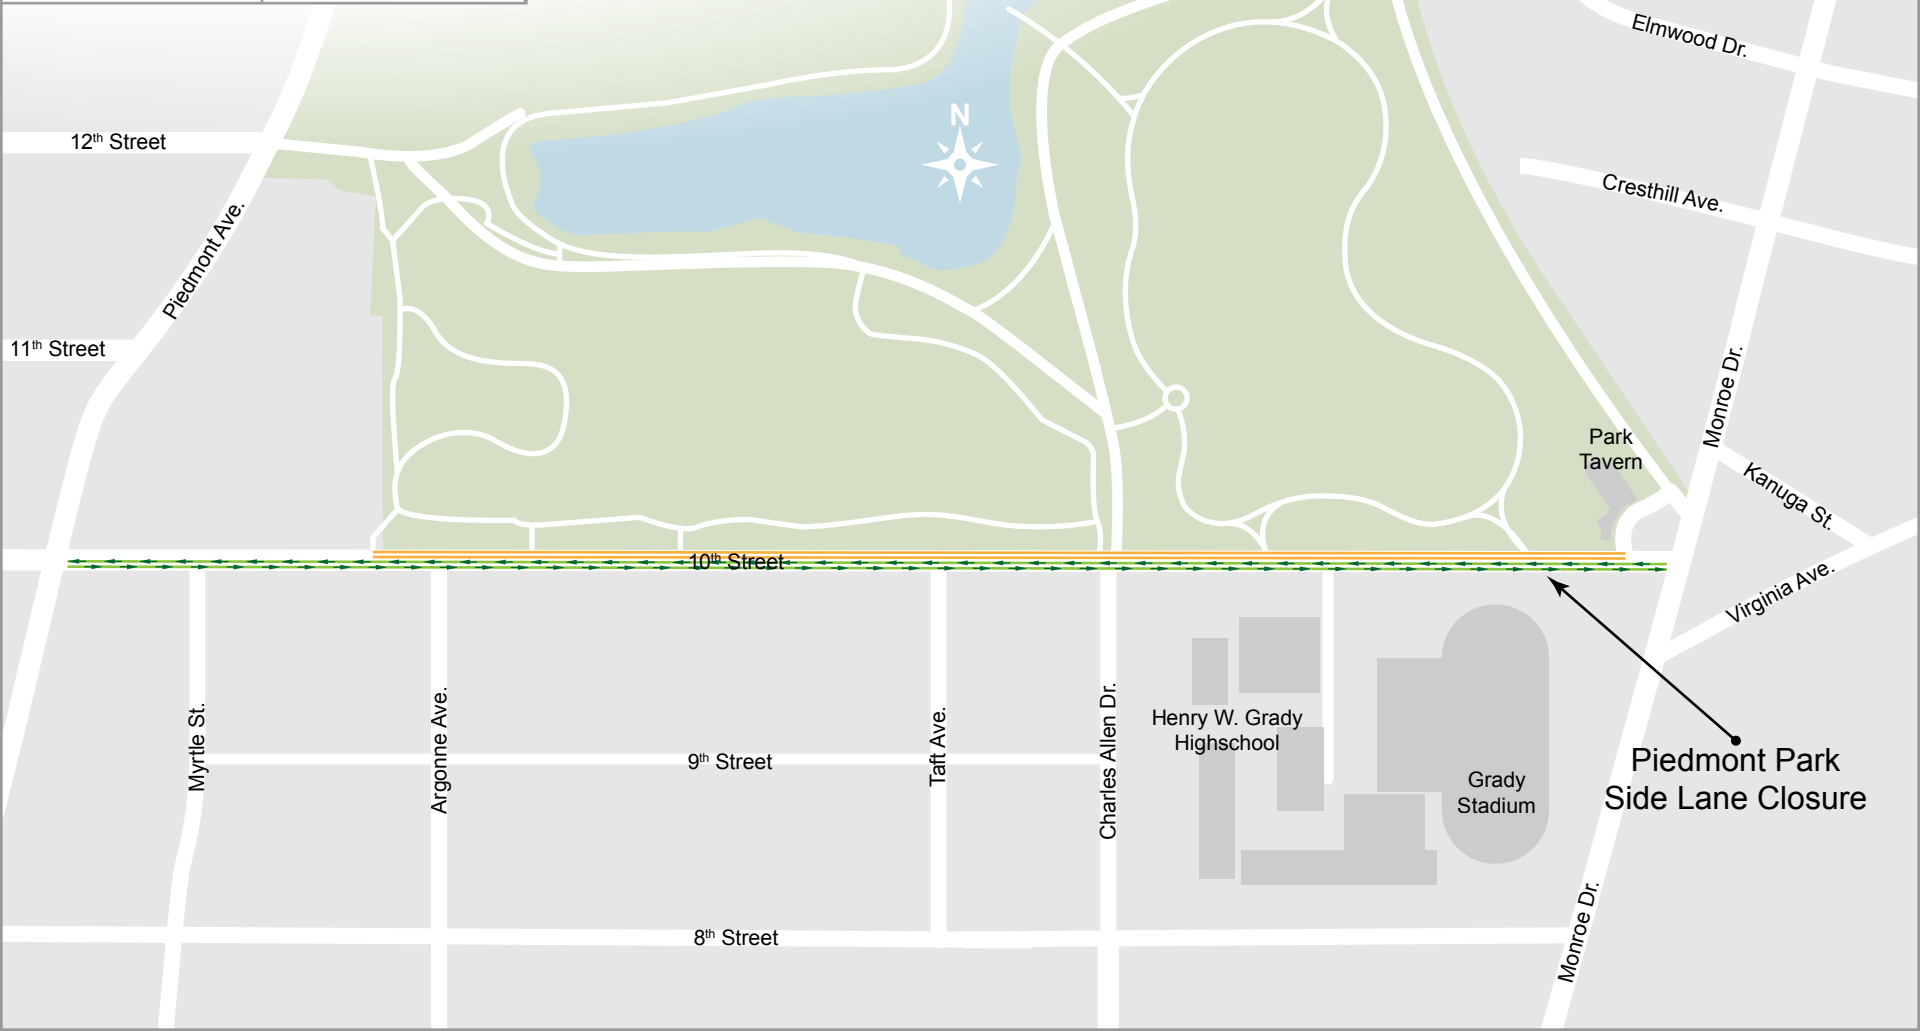 Elmwood Dr.
N
12th Street
Cresthill Ave.
Piedmont Ave.
11th Street
Monroe Dr.
Park
Tavern
Kanuga St.
10th Street
Virginia Ave.
Myrtle St.
Argonne Ave.
9th Street
Taft Ave.
Charles Allen Dr.
Henry W. Grady
Highschool
Grady
Stadium
Piedmont Park
Side Lane Closure
8th Street
Monroe Dr.